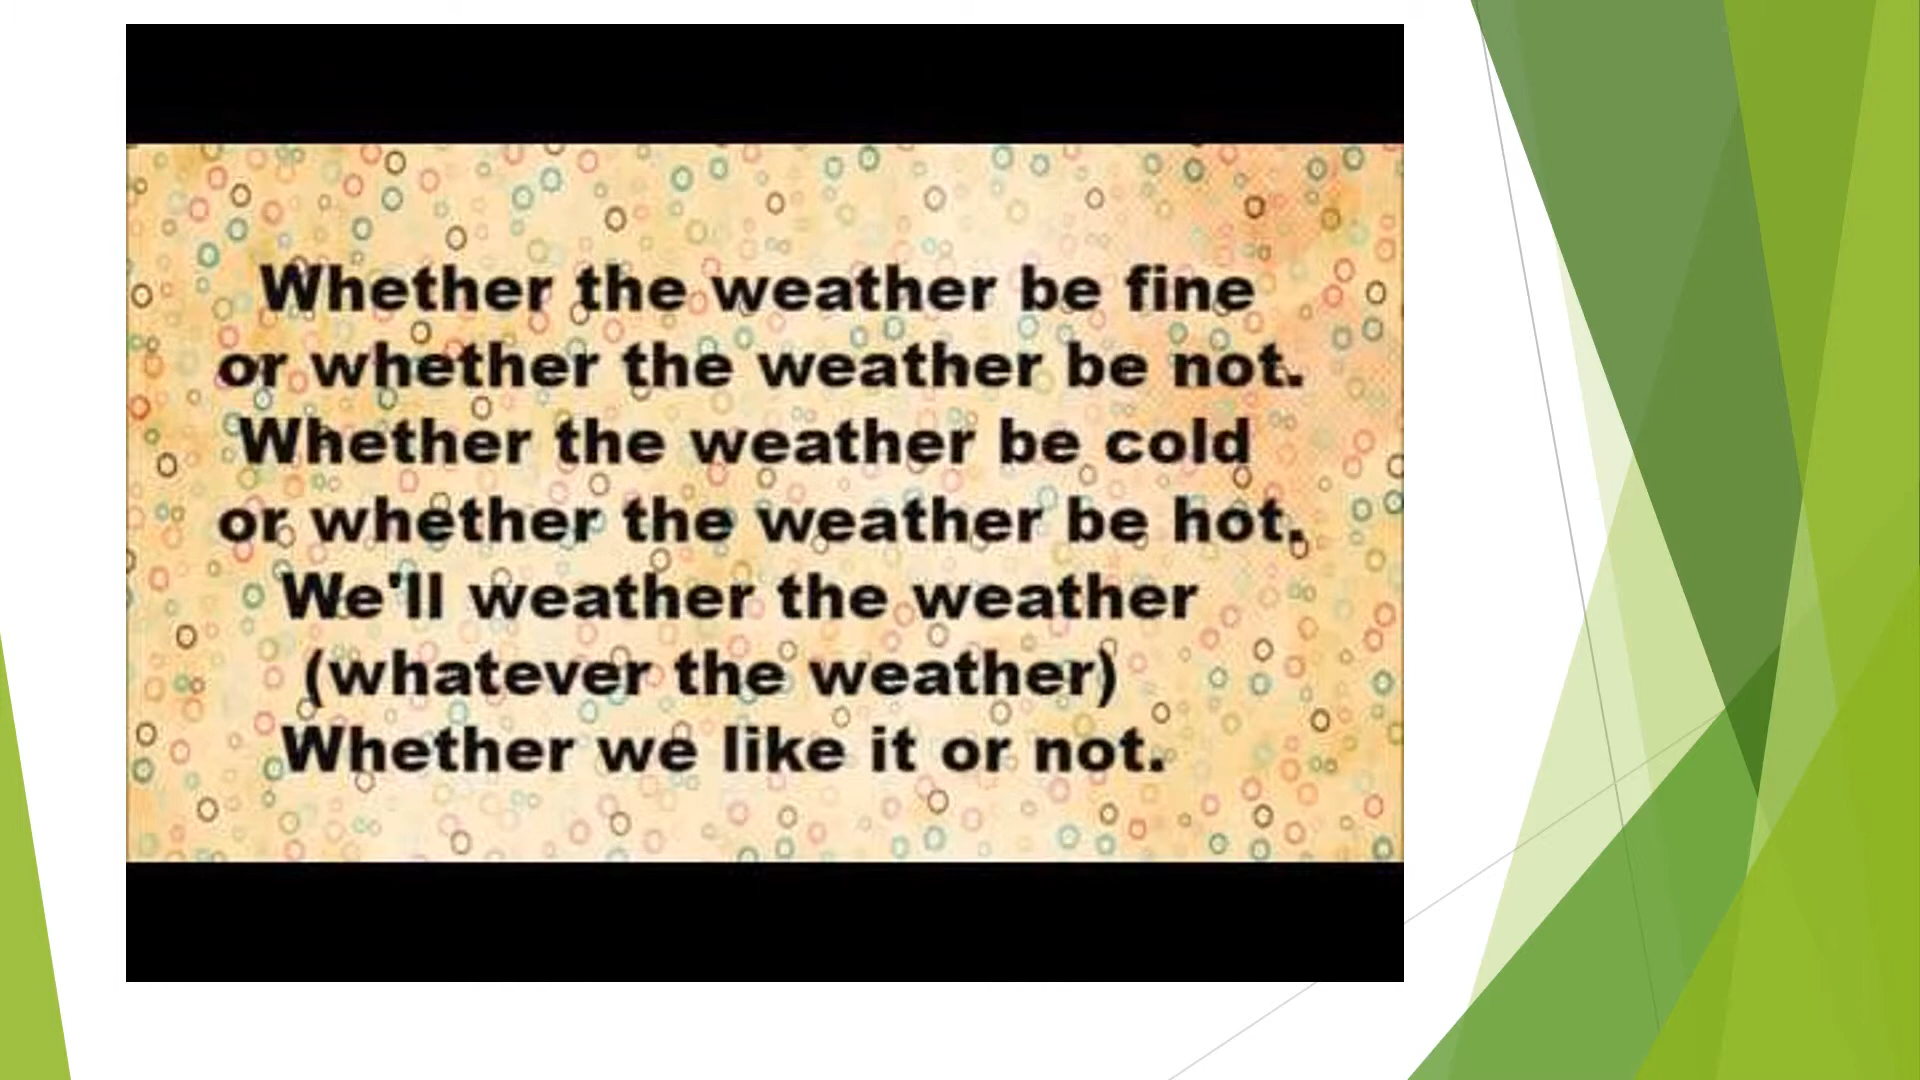 Whether the weather be fine
or whether the weather be not.
Whether the weather be cold
or whether the weather be hot.
We'll weather the weather
(whatever the weather)
Whether we like it or not.